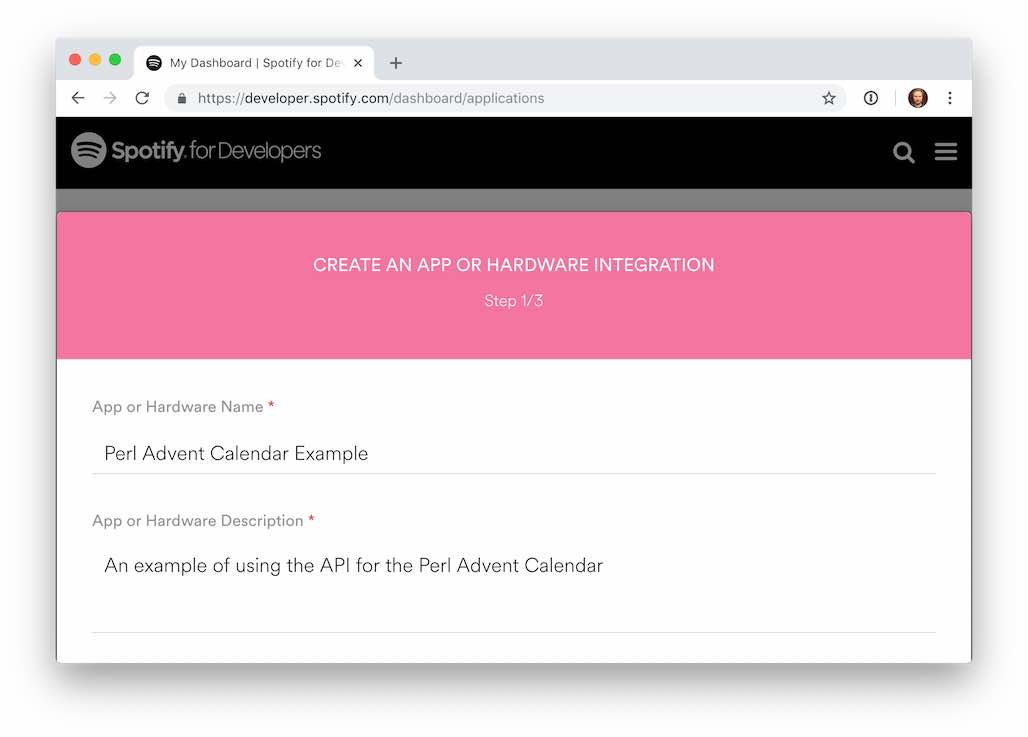 My Dashboard | Spotify for De
https://developer.spotify.com/dashboard/applications
Spotify for Developers
CREATE AN APP OR HARDWARE INTEGRATION
Step 1/3
App or Hardware Name *
Perl Advent Calendar Example
App or Hardware Description *
An example of using the API for the Perl Advent Calendar